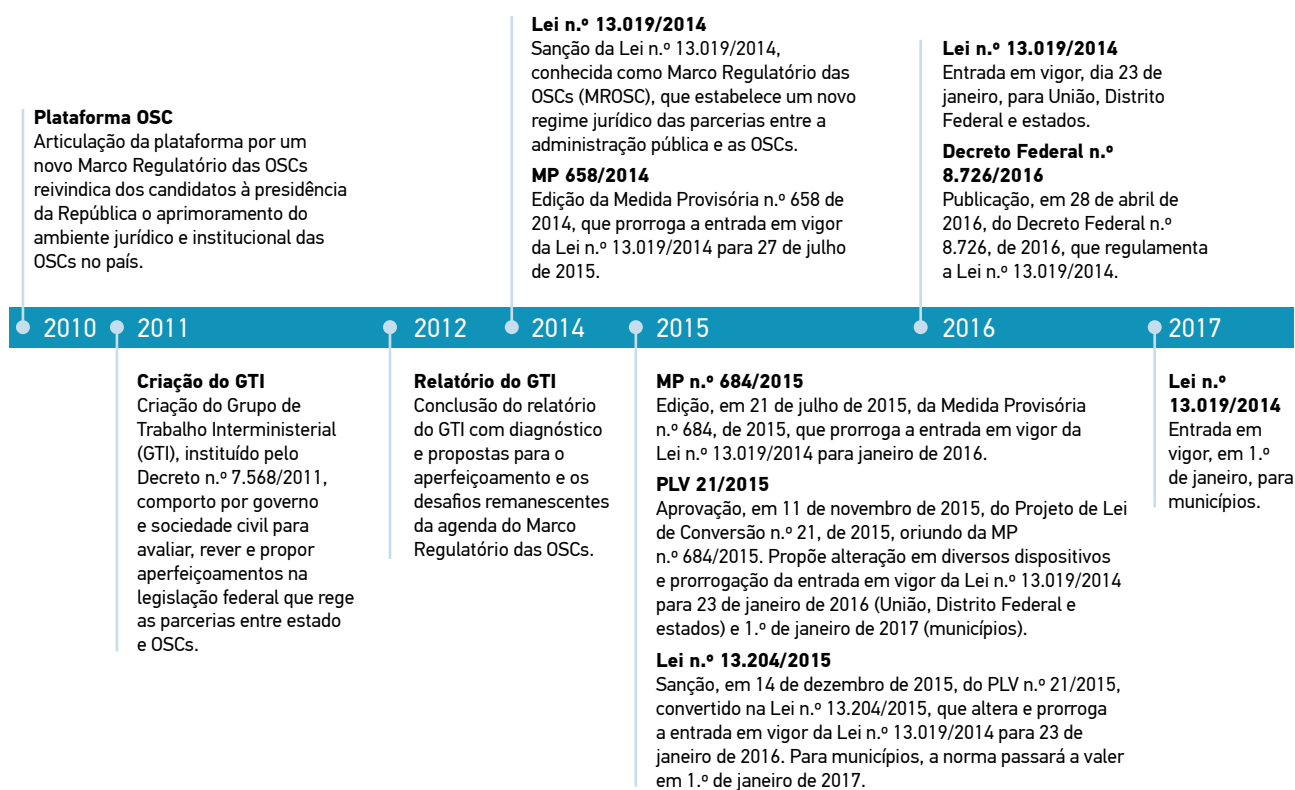 Plataforma OSC
Articulação da plataforma por um
novo Marco Regulatório das OSCs
reivindica dos candidatos à presidência
da República o aprimoramento do
ambiente jurídico e institucional das
OSCs no país.
Lei n.º 13.019/2014
Sanção da Lei n.º 13.019/2014,
conhecida como Marco Regulatório das
OSCs (MROSC), que estabelece um novo
regime jurídico das parcerias entre a
administração pública e as OSCs.
MP 658/2014
Edição da Medida Provisória n.º 658 de
2014, que prorroga a entrada em vigor
da Lei n.º 13.019/2014 para 27 de julho
de 2015.
Lei n.º 13.019/2014
Entrada em vigor, dia 23 de
janeiro, para União, Distrito
Federal e estados.
Decreto Federal n.º
8.726/2016
Publicação, em 28 de abril de
2016, do Decreto Federal n.º
8.726, de 2016, que regulamenta
a Lei n.º 13.019/2014.
2010 2011 2012 2014 2015 2016 2017
Criação do GTI
Criação do Grupo de
Trabalho Interministerial
(GTI), instituído pelo
Decreto n.º 7.568/2011,
comporto por governo
e sociedade civil para
avaliar, rever e propor
aperfeiçoamentos na
legislação federal que rege
as parcerias entre estado
e OSCs.
Relatório do GTI
Conclusão do relatório
do GTI com diagnóstico
e propostas para o
aperfeiçoamento e os
desafios remanescentes
da agenda do Marco
Regulatório das OSCs.
MP n.º 684/2015
Edição, em 21 de julho de 2015, da Medida Provisória
n.º 684, de 2015, que prorroga a entrada em vigor da
Lei n.º 13.019/2014 para janeiro de 2016.
PLV 21/2015
Aprovação, em 11 de novembro de 2015, do Projeto de Lei
de Conversão n.º 21, de 2015, oriundo da MP
n.º 684/2015. Propõe alteração em diversos dispositivos
e prorrogação da entrada em vigor da Lei n.º 13.019/2014
para 23 de janeiro de 2016 (União, Distrito Federal e
estados) e 1.º de janeiro de 2017 (municípios).
Lei n.º 13.204/2015
Sanção, em 14 de dezembro de 2015, do PLV n.º 21/2015,
convertido na Lei n.º 13.204/2015, que altera e prorroga
a entrada em vigor da Lei n.º 13.019/2014 para 23 de
janeiro de 2016. Para municípios, a norma passará a valer
em 1.º de janeiro de 2017.
Lei n.º
13.019/2014
Entrada em
vigor, em 1.º
de janeiro, para
municípios.